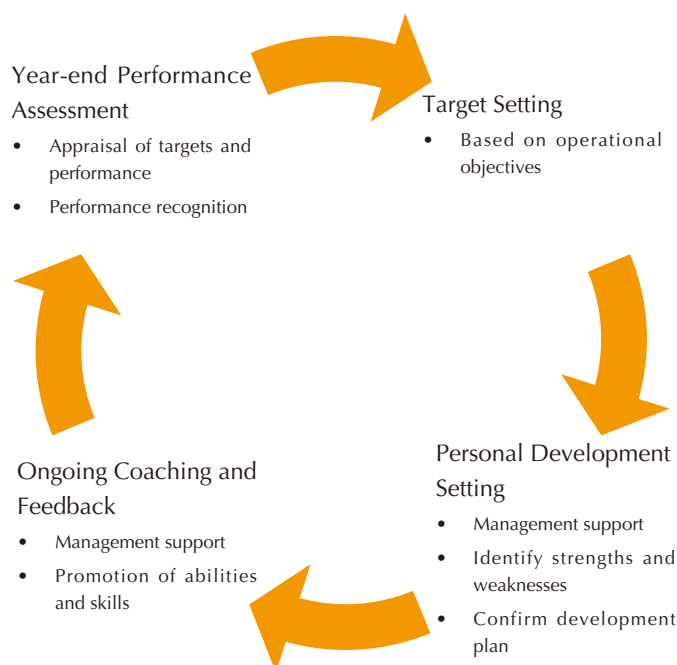 Year-end Performance
Assessment
• Appraisal of targets and
performance
• Performance recognition
Target Setting
• Based on operational
objectives
Personal Development
Setting
• Management support
• Identify strengths and
weaknesses
• Confirm development
plan
Ongoing Coaching and
Feedback
• Management support
• Promotion of abilities
and skills